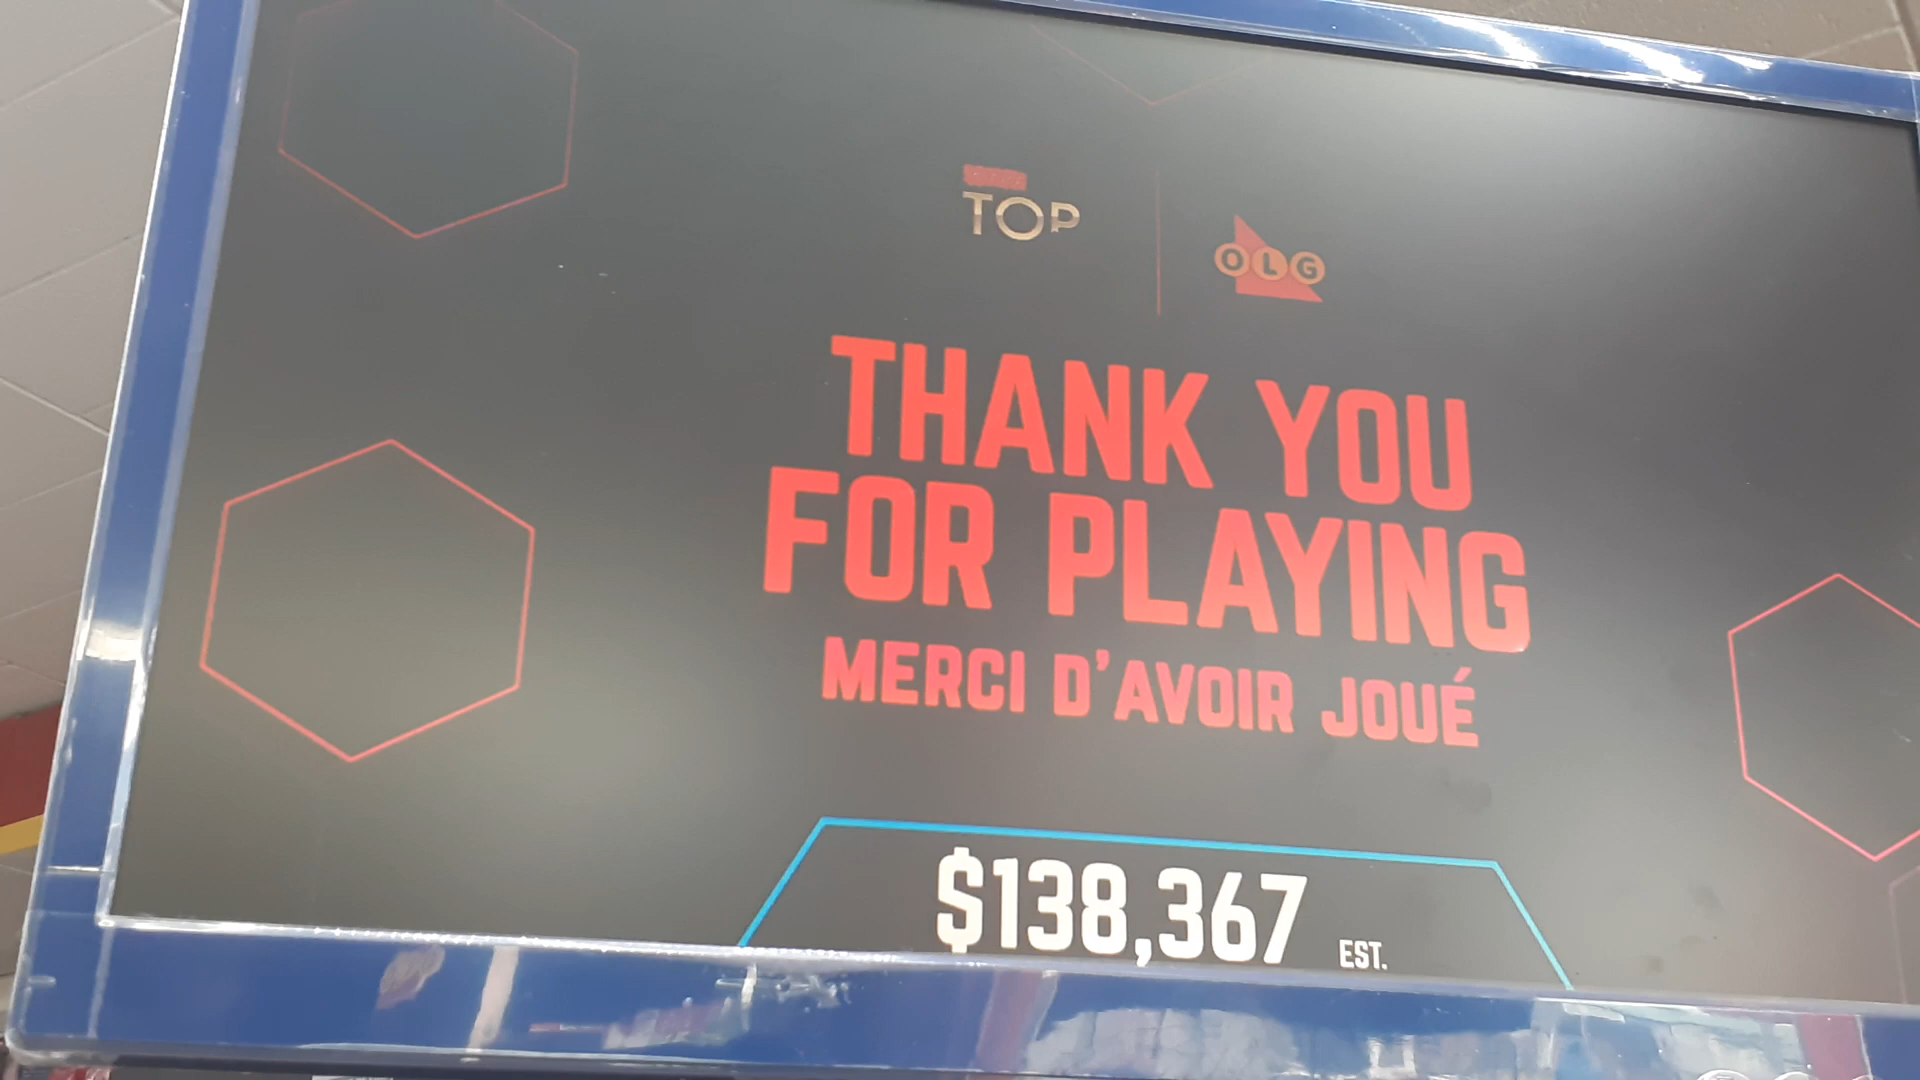 TOP
OLG
THANK YOU
FOR PLAYING
MERCI D'AVOIR JOUÉ
$138,367 EST.